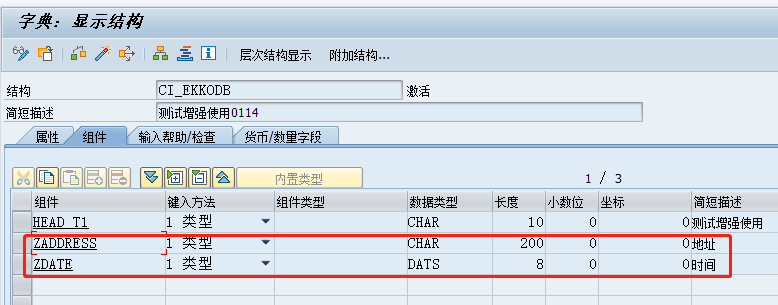 字典: 显示结构
层次结构显示 附加结构...
结构 CI_EKKODB 激活
简短描述 测试增强使用0114
属性 组件 输入帮助/检查 货币/数量字段
内置类型 1 / 3
组件 键入方法 组件类型 数据类型 长度 小数位 坐标 简短描述
HEAD_T1 1 类型 CHAR 10 0 0 测试增强使用
ZADDRESS 1 类型 CHAR 200 0 0 地址
ZDATE 1 类型 DATS 8 0 0 时间